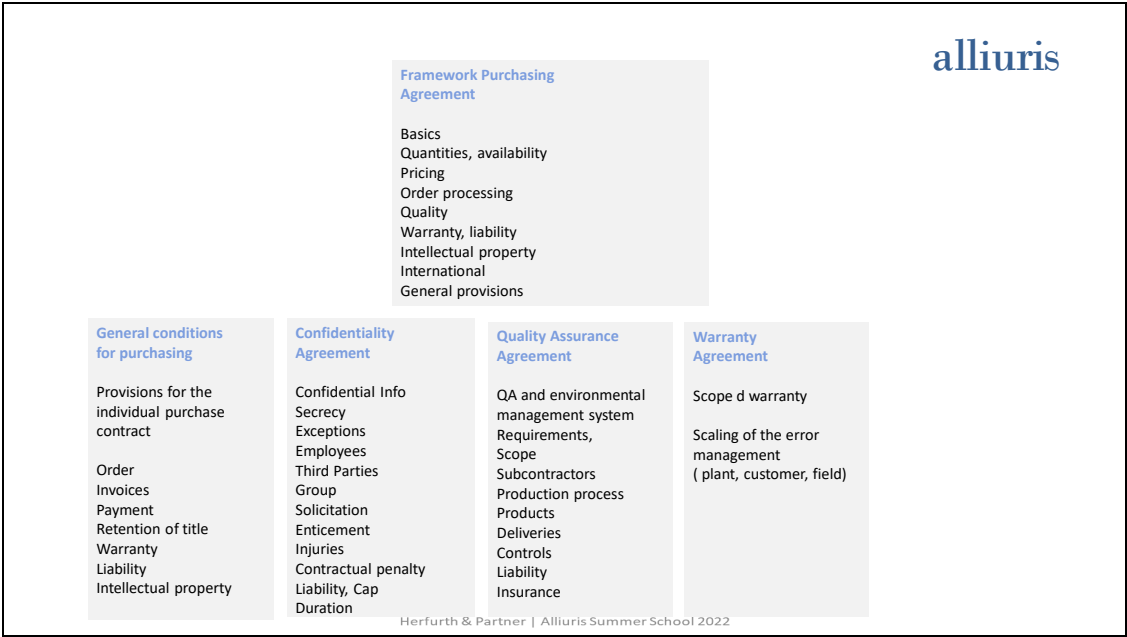 alliuris
Framework Purchasing
Agreement
Basics
Quantities, availability
Pricing
Order processing
Quality
Warranty, liability
Intellectual property
International
General provisions
General conditions
for purchasing
Provisions for the
individual purchase
contract
Order
Invoices
Payment
Retention of title
Warranty
Liability
Intellectual property
Confidentiality
Agreement
Confidential Info
Secrecy
Exceptions
Employees
Third Parties
Group
Solicitation
Enticement
Injuries
Contractual penalty
Liability, Cap
Duration
Quality Assurance
Agreement
QA and environmental
management system
Requirements,
Scope
Subcontractors
Production process
Products
Deliveries
Controls
Liability
Insurance
Warranty
Agreement
Scope d warranty
Scaling of the error
management
( plant, customer, field)
Herfurth & Partner | Alliuris Summer School 2022